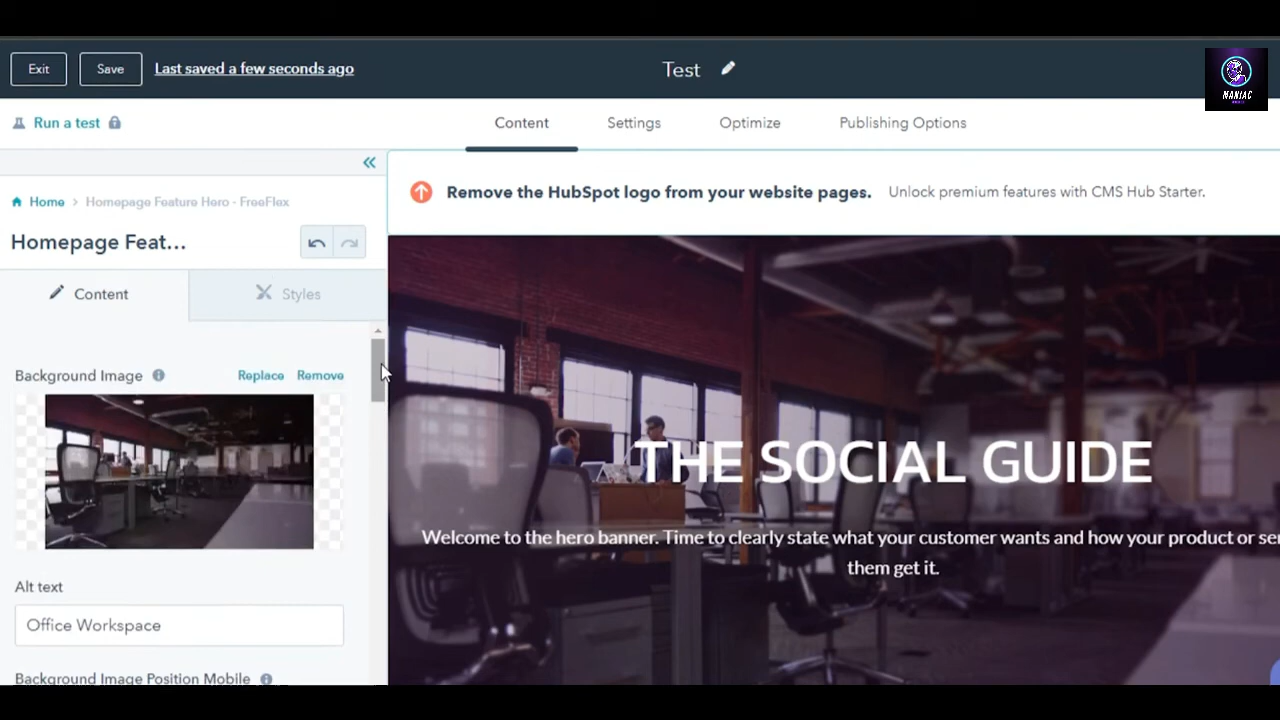 Exit
Save
Last saved a few seconds ago
Test
MANIAC
Run a test
Content
Settings
Optimize
Publishing Options
Home
Homepage Feature Hero - FreeFlex
Remove the HubSpot logo from your website pages.
Unlock premium features with CMS Hub Starter.
Homepage Feat...
Content
Styles
Background Image
Replace
Remove
Alt text
Office Workspace
Background Image Position Mobile
THE SOCIAL GUIDE
Welcome to the hero banner. Time to clearly state what your customer wants and how your product or
them get it.